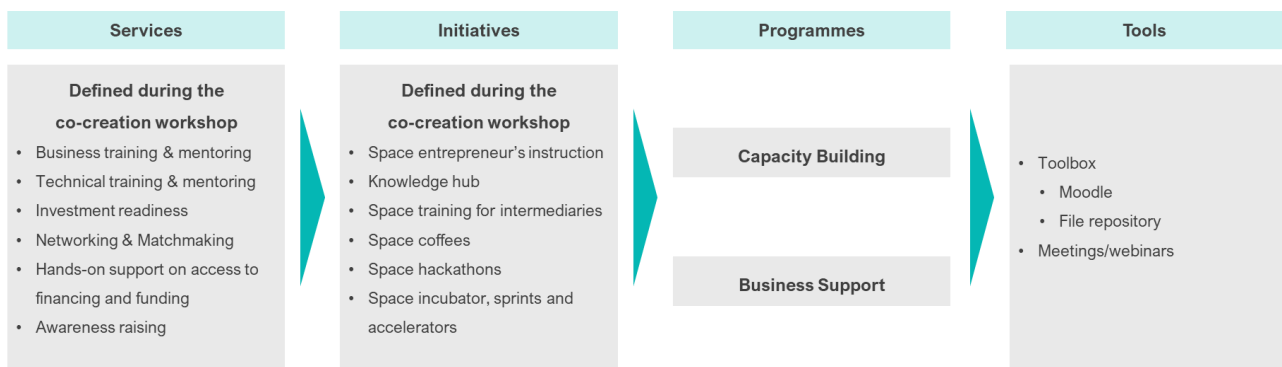 Services
Initiatives
Programmes
Tools
Defined during the
co-creation workshop
• Business training & mentoring
• Technical training & mentoring
• Investment readiness
• Networking & Matchmaking
• Hands-on support on access to
financing and funding
• Awareness raising
Defined during the
co-creation workshop
• Space entrepreneur's instruction
• Knowledge hub
• Space training for intermediaries
• Space coffees
• Space hackathons
• Space incubator, sprints and
accelerators
Capacity Building
Business Support
• Toolbox
• Moodle
• File repository
• Meetings/webinars